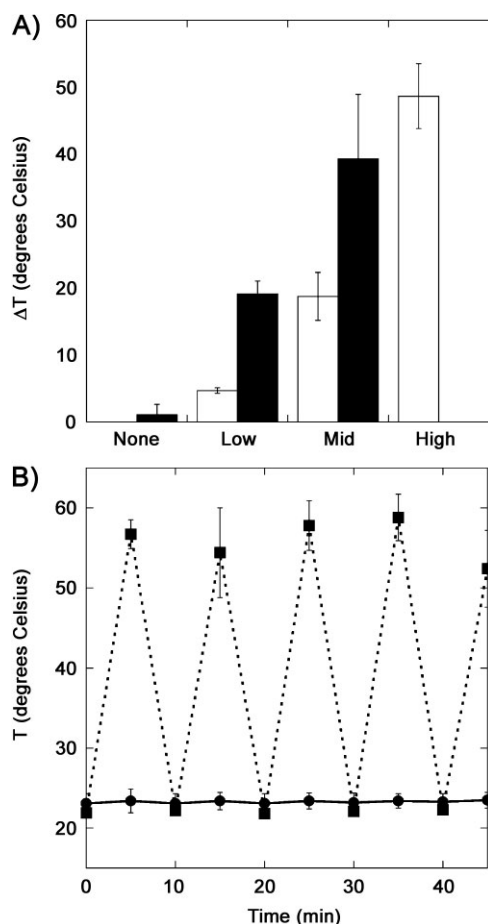 A)
60
50
40
30
20
10
0
ΔT (degrees Celsius)
None Low Mid High
B)
60
50
40
30
20
T (degrees Celsius)
0 10 20 30 40
Time (min)